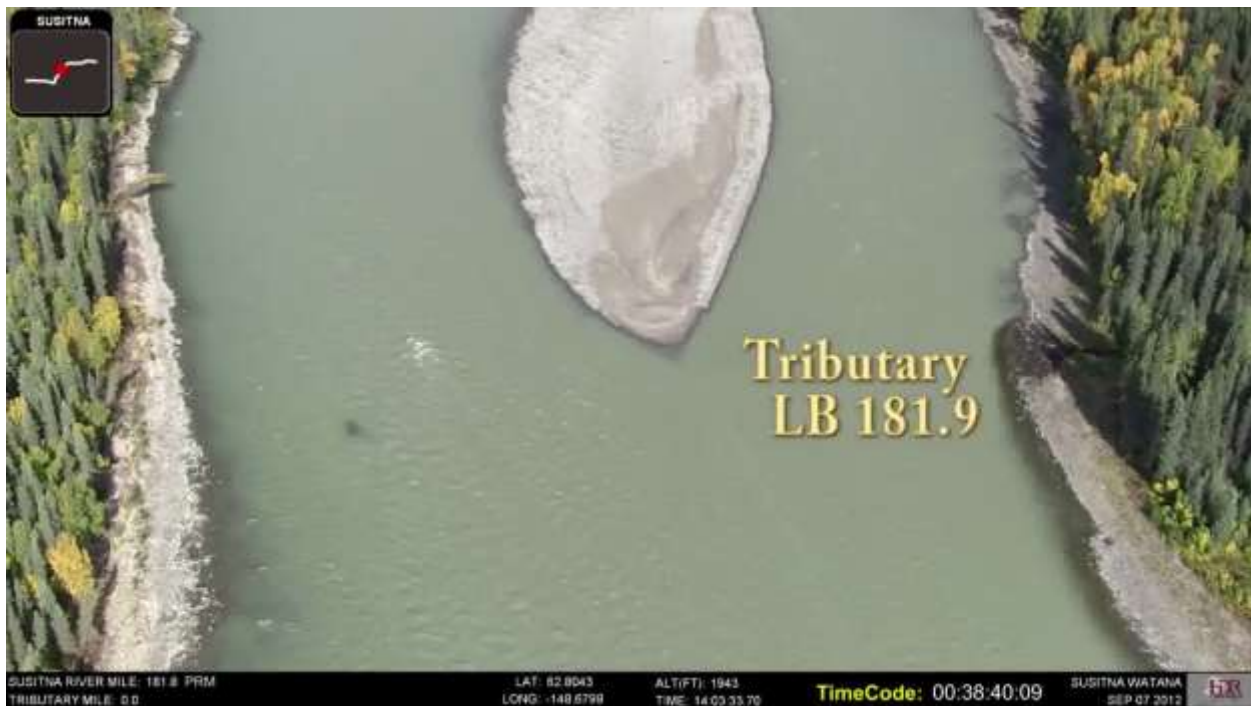 SUSITNA
Tributary
LB 181.9
SUSITNA RIVER MILE: 181.8 PRM
TRIBUTARY MILE: 0.0
LAT: 62.8043
LONG: -148.6798
ALT(FT): 1943
TIME: 14:03:33.70
TimeCode: 00:38:40:09
SUSITNA WATANA
SEP 07 2012